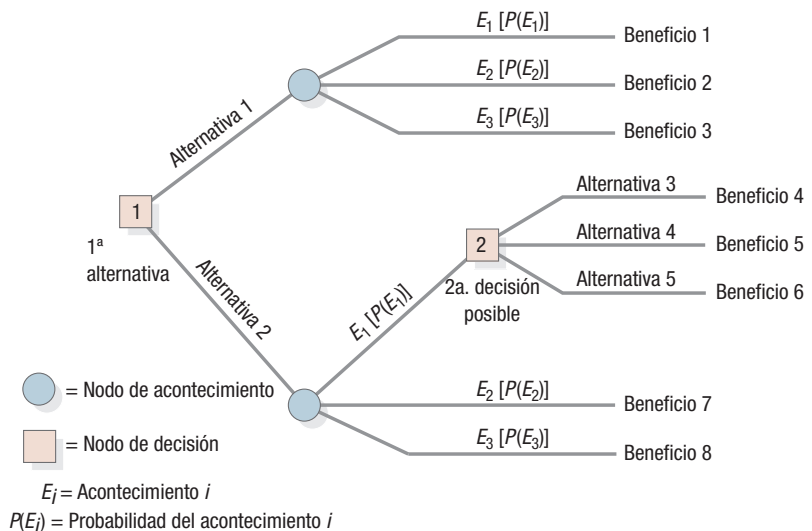 E1 [P(E1)]
Beneficio 1
E2 [P(E2)]
Beneficio 2
E3 [P(E3)]
Beneficio 3
Alternativa 1
1
1ª
alternativa
Alternativa 2
Alternativa 3
Beneficio 4
2
Alternativa 4
Beneficio 5
Alternativa 5
Beneficio 6
2a. decisión
posible
E1 [P(E1)]
= Nodo de acontecimiento
E2 [P(E2)]
Beneficio 7
= Nodo de decisión
E3 [P(E3)]
Beneficio 8
Ei = Acontecimiento i
P(Ei) = Probabilidad del acontecimiento i